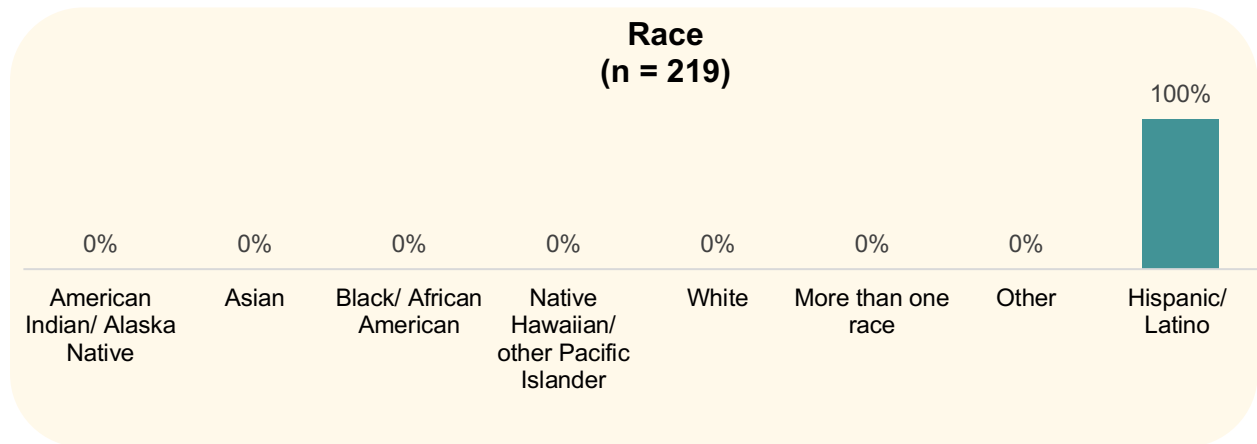 Race
(n = 219)
100%
0%
0%
0%
0%
0%
0%
0%
American
Indian/ Alaska
Native
Asian
Black/ African
American
Native
Hawaiian/
other Pacific
Islander
White
More than one
race
Other
Hispanic/
Latino